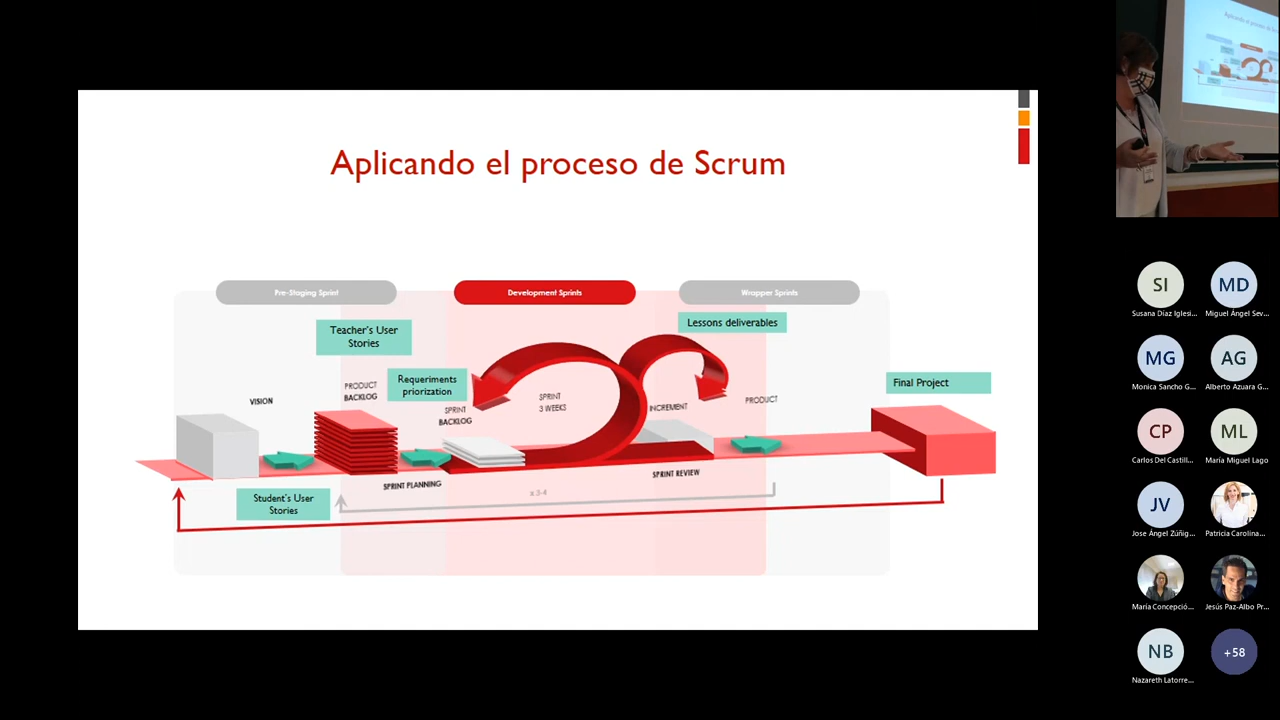 Aplicando el proceso de Scrum
Pre-Staging Sprint
Development Sprints
Wrapper Sprints
Teacher's User
Stories
Lessons deliverables
Requeriments
priorization
Final Project
VISION
PRODUCT
BACKLOG
SPRINT
BACKLOG
SPRINT
3 WEEKS
INCREMENT
PRODUCT
SPRINT PLANNING
SPRINT REVIEW
x 3-4
Student's User
Stories
Aplicando el proceso de
SI
Susana Díaz Iglesi...
MD
Miguel Ángel Sev...
MG
Monica Sancho G...
AG
Alberto Azuara G...
CP
Carlos Del Castill...
ML
María Miguel Lago
JV
Jose Ángel Zúñig...
Patricia Carolina...
María Concepció...
Jesús Paz-Albo Pr...
NB
Nazareth Latorre...
+58